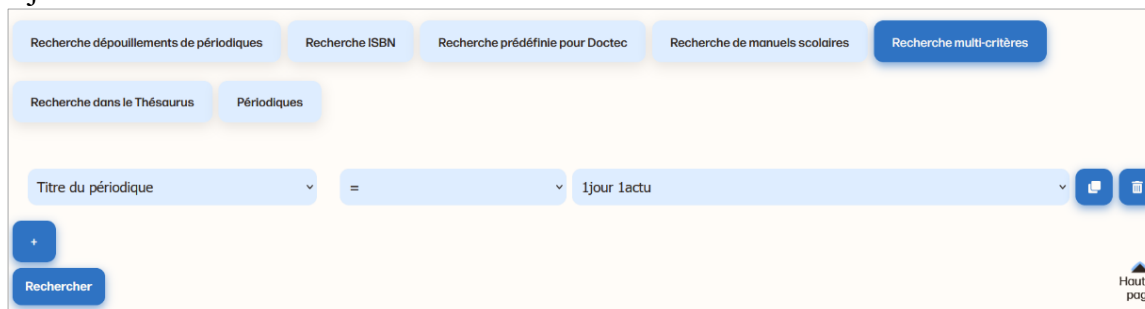 Recherche dépouillements de périodiques Recherche ISBN Recherche prédéfinie pour Doctec Recherche de manuels scolaires Recherche multi-critères
Recherche dans le Thésaurus Périodiques
Titre du périodique = 1jour 1actu
+
Rechercher
Haut
pag